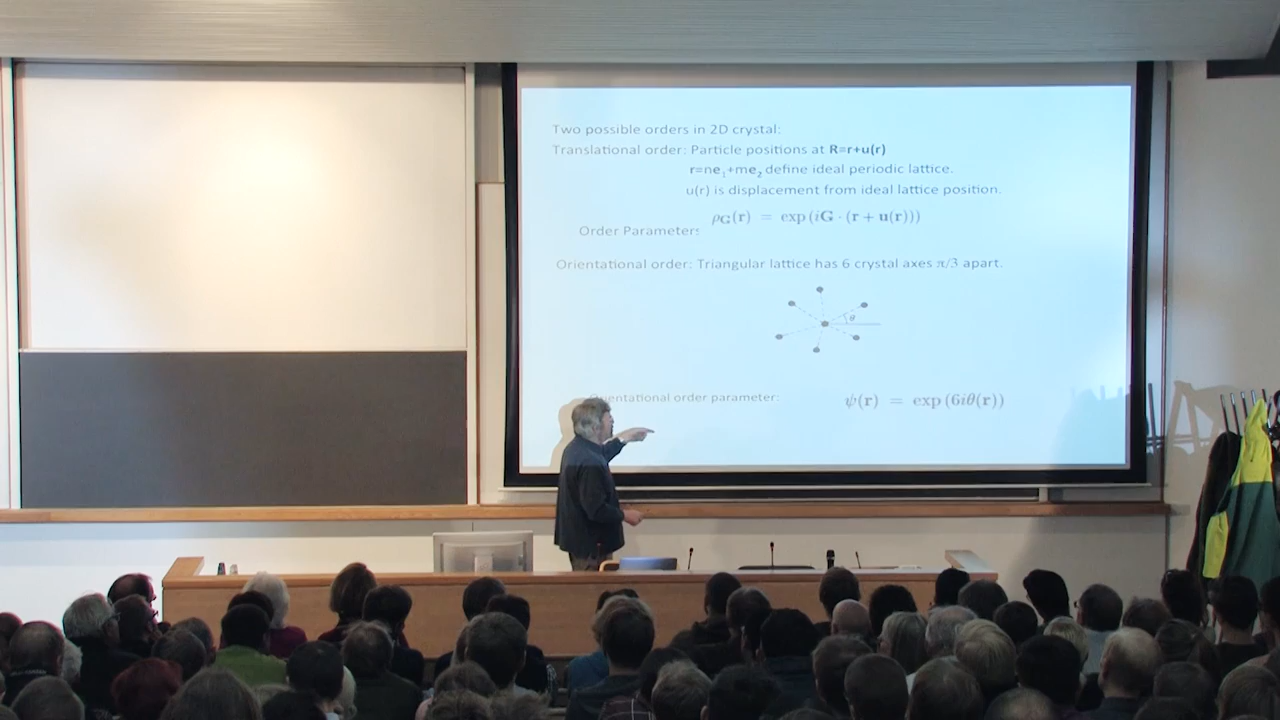 Two possible orders in 2D crystal:
Translational order: Particle positions at R=r+u(r)
r=ne₁+me₂ define ideal periodic lattice.
u(r) is displacement from ideal lattice position.
ρ_G(r) = exp(iG · (r + u(r)))
Order Parameters
Orientational order: Triangular lattice has 6 crystal axes π/3 apart.
θ
orientational order parameter: ψ(r) = exp(6iθ(r))